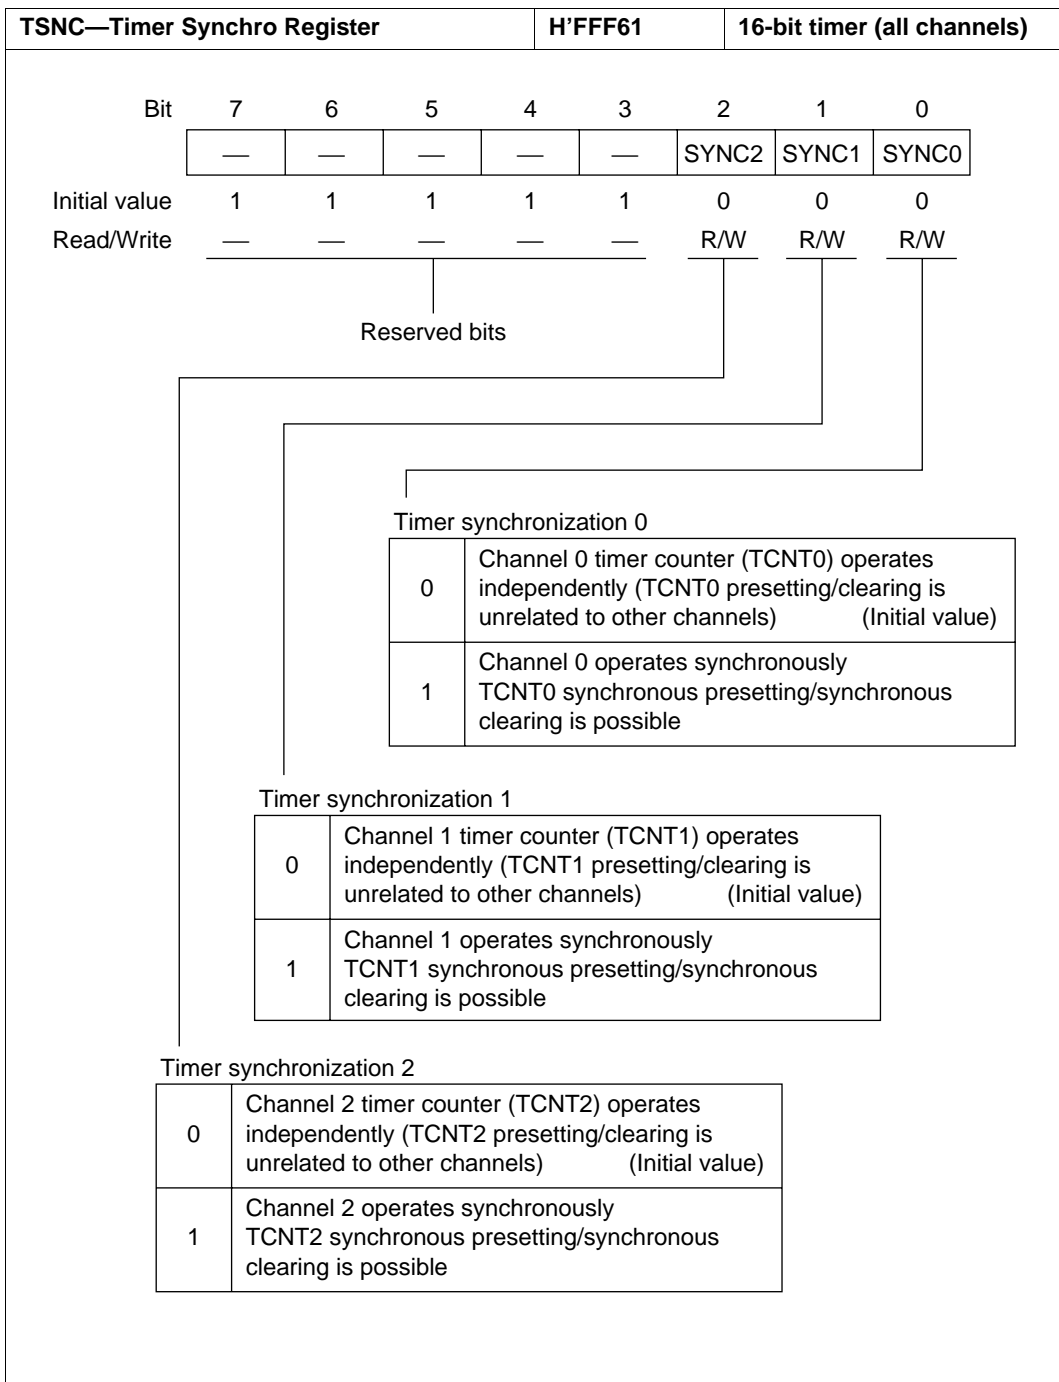 TSNC—Timer Synchro Register H'FFF61 16-bit timer (all channels)
Bit 7 6 5 4 3 2 1 0
— — — — — SYNC2 SYNC1 SYNC0
Initial value 1 1 1 1 1 0 0 0
Read/Write — — — — — R/W R/W R/W
Reserved bits
Timer synchronization 0
0 Channel 0 timer counter (TCNT0) operates
independently (TCNT0 presetting/clearing is
unrelated to other channels) (Initial value)
1 Channel 0 operates synchronously
TCNT0 synchronous presetting/synchronous
clearing is possible
Timer synchronization 1
0 Channel 1 timer counter (TCNT1) operates
independently (TCNT1 presetting/clearing is
unrelated to other channels) (Initial value)
1 Channel 1 operates synchronously
TCNT1 synchronous presetting/synchronous
clearing is possible
Timer synchronization 2
0 Channel 2 timer counter (TCNT2) operates
independently (TCNT2 presetting/clearing is
unrelated to other channels) (Initial value)
1 Channel 2 operates synchronously
TCNT2 synchronous presetting/synchronous
clearing is possible